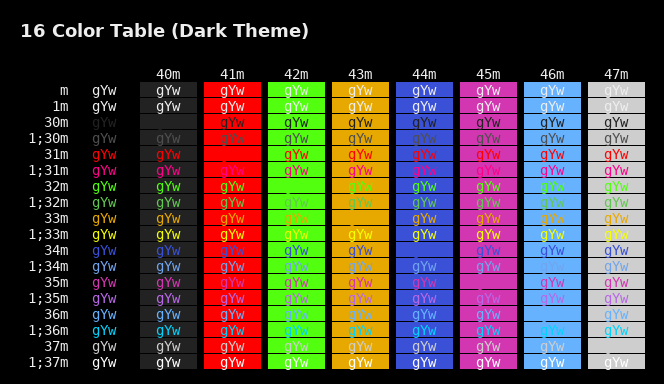 16 Color Table (Dark Theme)
40m 41m 42m 43m 44m 45m 46m 47m
m gYw gYw gYw gYw gYw gYw gYw gYw gYw
1m gYw gYw gYw gYw gYw gYw gYw gYw gYw
30m gYw gYw gYw gYw gYw gYw gYw gYw
1;30m gYw gYw gYw gYw gYw gYw gYw gYw gYw
31m gYw gYw gYw gYw gYw gYw gYw gYw
1;31m gYw gYw gYw gYw gYw gYw gYw gYw gYw
32m gYw gYw gYw gYw gYw gYw gYw gYw
1;32m gYw gYw gYw gYw gYw gYw gYw gYw gYw
33m gYw gYw gYw gYw gYw gYw gYw gYw
1;33m gYw gYw gYw gYw gYw gYw gYw gYw gYw
34m gYw gYw gYw gYw gYw gYw gYw gYw
1;34m gYw gYw gYw gYw gYw gYw gYw gYw
35m gYw gYw gYw gYw gYw gYw gYw gYw
1;35m gYw gYw gYw gYw gYw gYw gYw gYw gYw
36m gYw gYw gYw gYw gYw gYw gYw gYw
1;36m gYw gYw gYw gYw gYw gYw gYw gYw gYw
37m gYw gYw gYw gYw gYw gYw gYw gYw
1;37m gYw gYw gYw gYw gYw gYw gYw gYw gYw